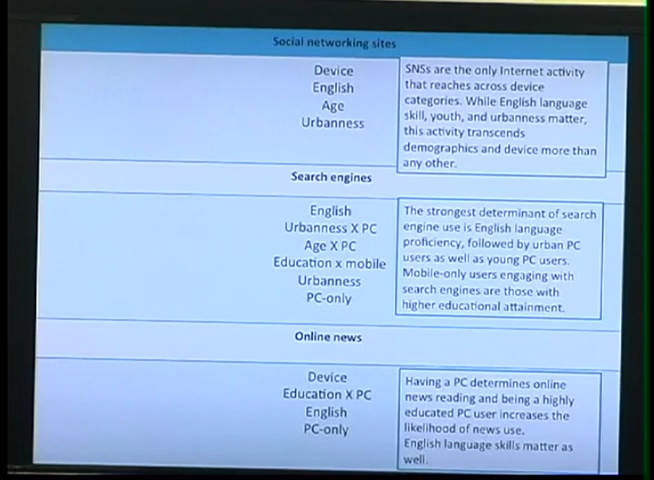 Social networking sites
Device
English
Age
Urbanness
SNSs are the only Internet activity
that reaches across device
categories. While English language
skill, youth, and urbanness matter,
this activity transcends
demographics and device more than
any other.
Search engines
English
Urbanness X PC
Age X PC
Education x mobile
Urbanness
PC-only
The strongest determinant of search
engine use is English language
proficiency, followed by urban PC
users as well as young PC users.
Mobile-only users engaging with
search engines are those with
higher educational attainment.
Online news
Device
Education X PC
English
PC-only
Having a PC determines online
news reading and being a highly
educated PC user increases the
likelihood of news use.
English language skills matter as
well.